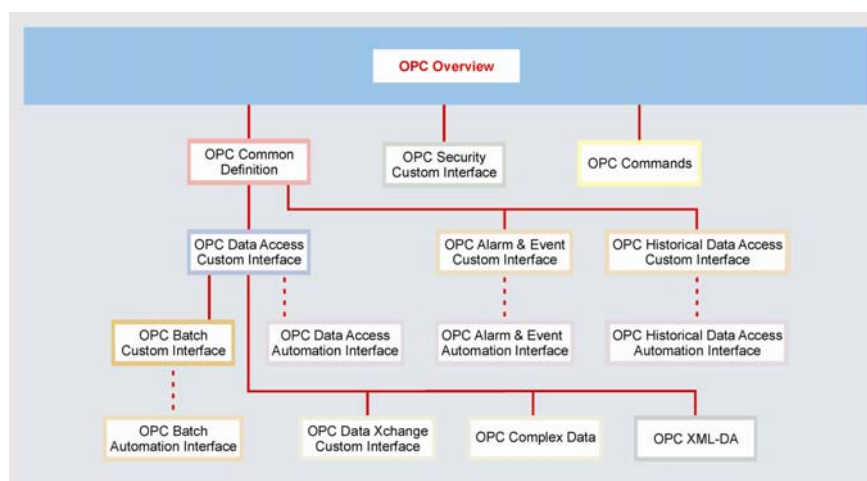 OPC Overview
OPC Common
Definition
OPC Security
Custom Interface
OPC Commands
OPC Data Access
Custom Interface
OPC Alarm & Event
Custom Interface
OPC Historical Data Access
Custom Interface
OPC Batch
Custom Interface
OPC Data Access
Automation Interface
OPC Alarm & Event
Automation Interface
OPC Historical Data Access
Automation Interface
OPC Batch
Automation Interface
OPC Data Xchange
Custom Interface
OPC Complex Data
OPC XML-DA